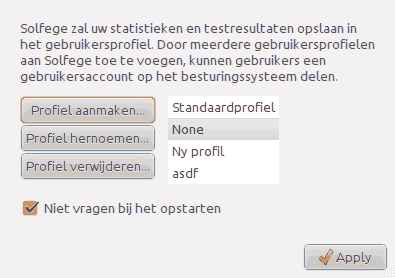 Solfege zal uw statistieken en testresultaten opslaan in
het gebruikersprofiel. Door meerdere gebruikersprofielen
aan Solfege toe te voegen, kunnen gebruikers een
gebruikersaccount op het besturingssysteem delen.
Profiel aanmaken...
Profiel hernoemen...
Profiel verwijderen...
Standaardprofiel
None
Ny profil
asdf
Niet vragen bij het opstarten
Apply